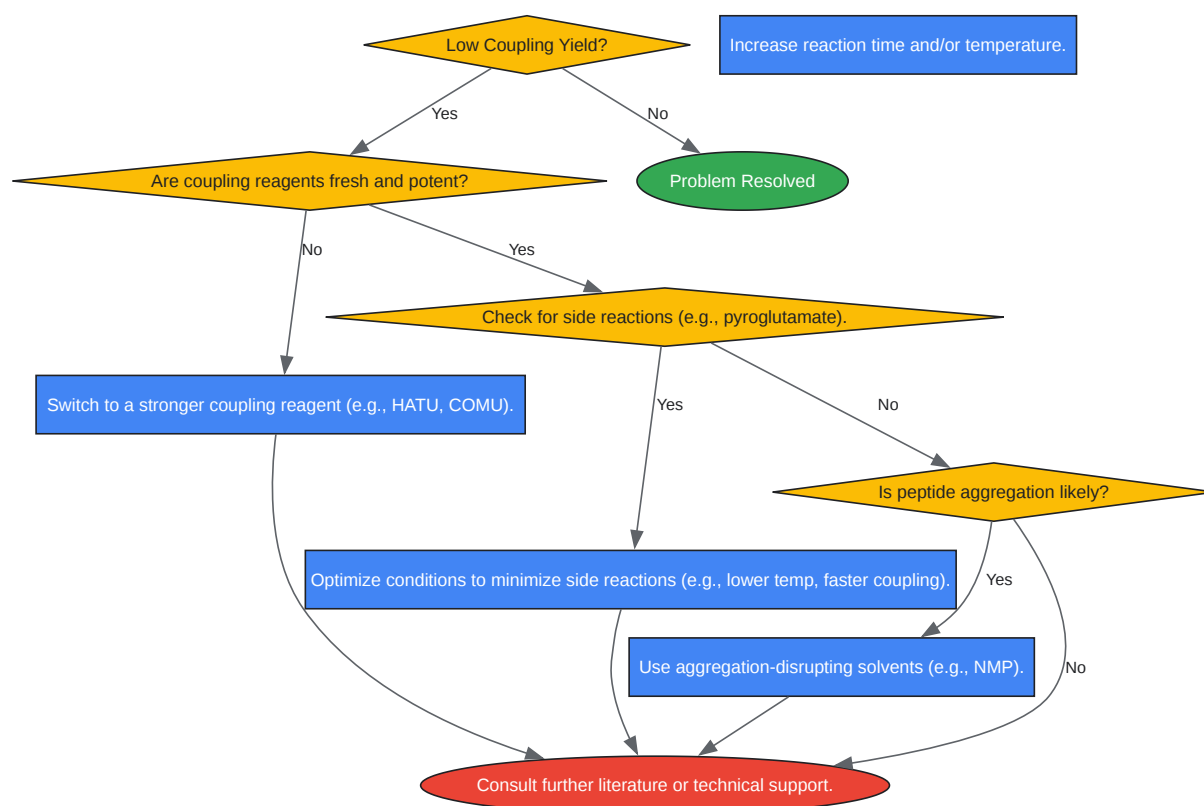 Low Coupling Yield?
Increase reaction time and/or temperature.
Yes
No
Are coupling reagents fresh and potent?
Problem Resolved
No
Yes
Check for side reactions (e.g., pyroglutamate).
Switch to a stronger coupling reagent (e.g., HATU, COMU).
Yes
No
Is peptide aggregation likely?
Optimize conditions to minimize side reactions (e.g., lower temp, faster coupling).
Yes
Use aggregation-disrupting solvents (e.g., NMP).
No
Consult further literature or technical support.